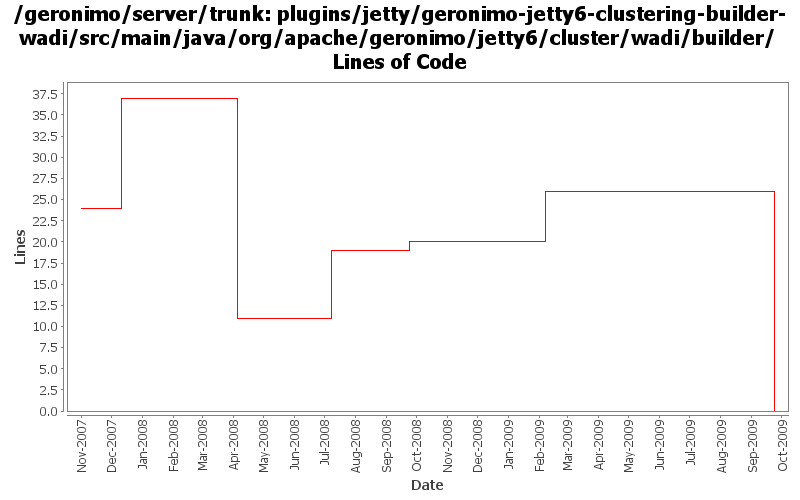 /geronimo/server/trunk: plugins/jetty/geronimo-jetty6-clustering-builder-
wadi/src/main/java/org/apache/geronimo/jetty6/cluster/wadi/builder/
Lines of Code
37.5
35.0
32.5
30.0
27.5
25.0
22.5
20.0
17.5
15.0
12.5
10.0
7.5
5.0
2.5
0.0
Lines
Nov-2007
Dec-2007
Jan-2008
Feb-2008
Mar-2008
Apr-2008
May-2008
Jun-2008
Jul-2008
Aug-2008
Sep-2008
Oct-2008
Nov-2008
Dec-2008
Jan-2009
Feb-2009
Mar-2009
Apr-2009
May-2009
Jun-2009
Jul-2009
Aug-2009
Sep-2009
Oct-2009
Date